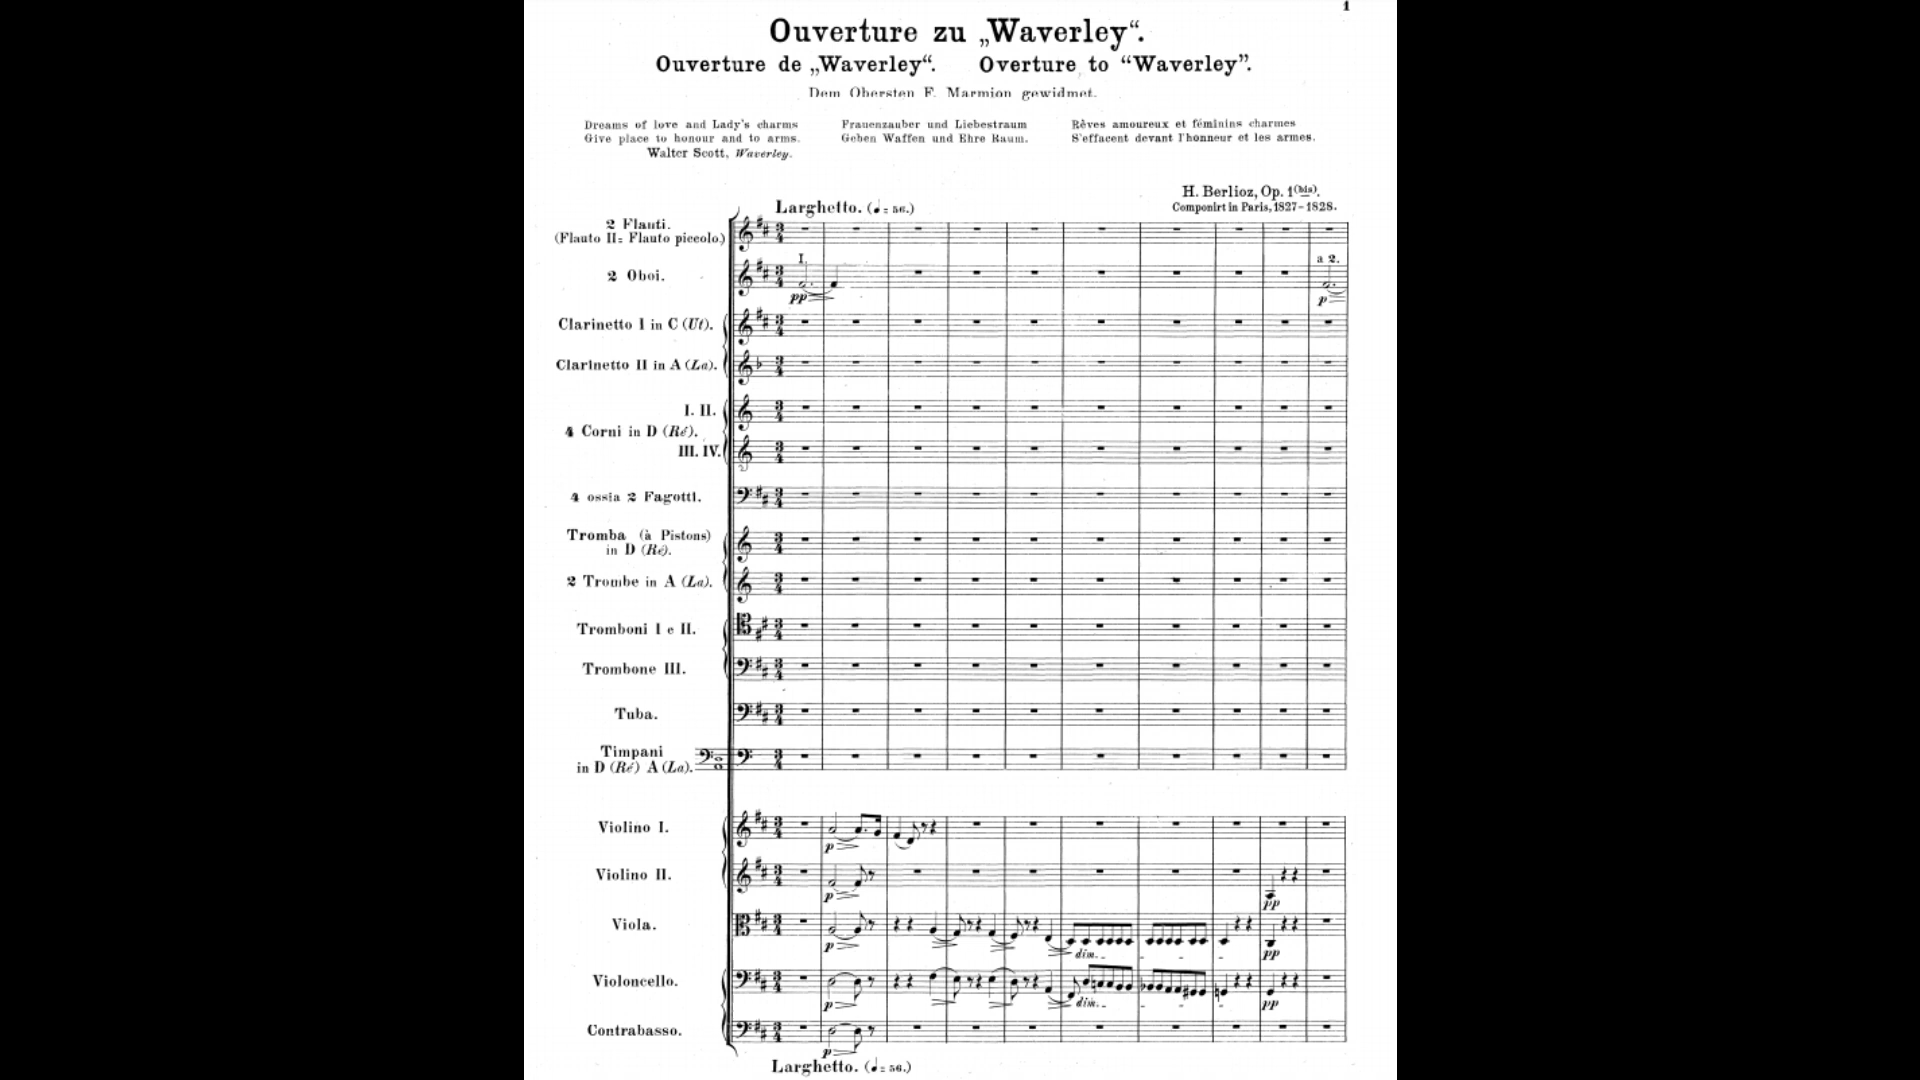 1
Ouverture zu „Waverley“.
Ouverture de „Waverley“. Overture to “Waverley”.
Dem Obersten F. Marmion gewidmet.
Dreams of love and Lady's charms
Give place to honour and to arms.
Walter Scott, Waverley.
Frauenzauber und Liebestraum
Geben Waffen und Ehre Raum.
Rêves amoureux et féminins charmes
S'effacent devant l'honneur et les armes.
H. Berlioz, Op. 1(bis).
Componirt in Paris, 1827-1828.
Larghetto. (♩= 56.)
2 Flauti.
(Flauto II = Flauto piccolo.)
2 Oboi.
I.
pp
a 2.
p
Clarinetto I in C (Ut).
Clarinetto II in A (La).
I. II.
4 Corni in D (Ré).
III. IV.
4 ossia 2 Fagotti.
Tromba (à Pistons)
in D (Ré).
2 Trombe in A (La).
Tromboni I e II.
Trombone III.
Tuba.
Timpani
in D (Ré) A (La).
Violino I.
p
Violino II.
p
pp
Viola.
p
dim.
pp
Violoncello.
p
dim.
pp
Contrabasso.
p
Larghetto. (♩= 56.)